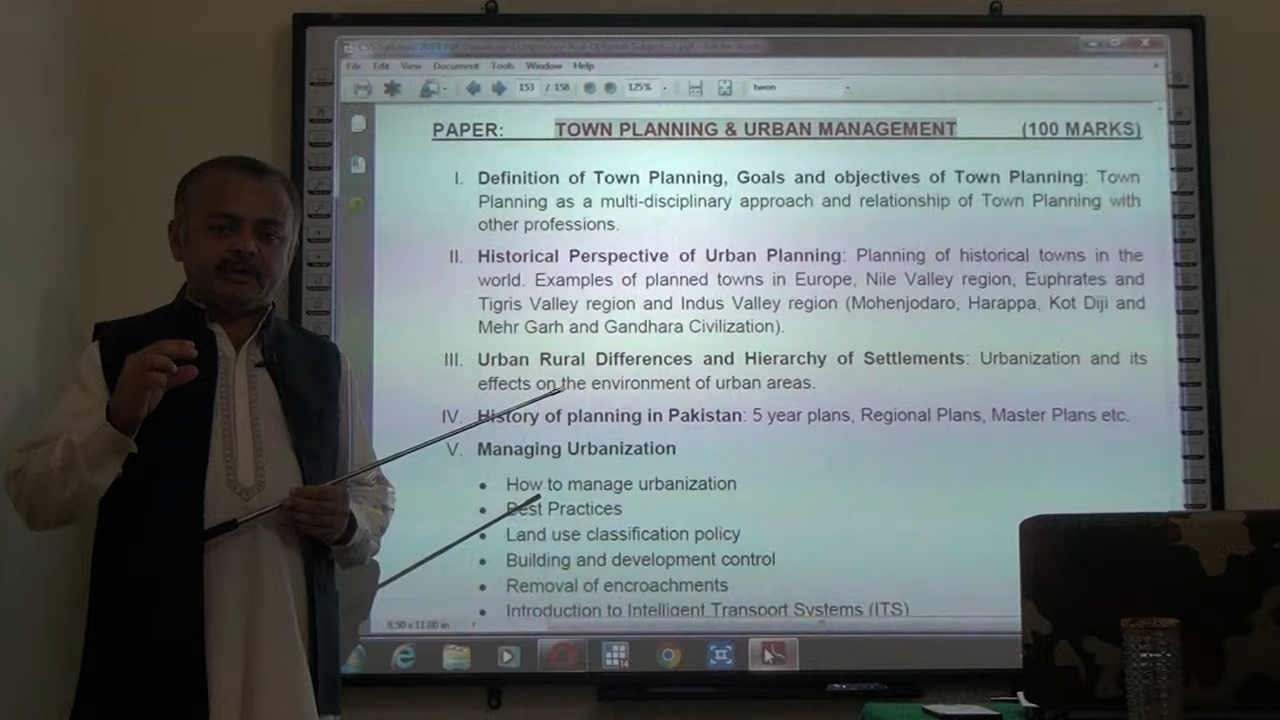 File Edit View Document Tools Window Help
153 / 158 125% twon
PAPER: TOWN PLANNING & URBAN MANAGEMENT (100 MARKS)
I. Definition of Town Planning, Goals and objectives of Town Planning: Town
Planning as a multi-disciplinary approach and relationship of Town Planning with
other professions.
II. Historical Perspective of Urban Planning: Planning of historical towns in the
world. Examples of planned towns in Europe, Nile Valley region, Euphrates and
Tigris Valley region and Indus Valley region (Mohenjodaro, Harappa, Kot Diji and
Mehr Garh and Gandhara Civilization).
III. Urban Rural Differences and Hierarchy of Settlements: Urbanization and its
effects on the environment of urban areas.
IV. History of planning in Pakistan: 5 year plans, Regional Plans, Master Plans etc.
V. Managing Urbanization
• How to manage urbanization
• Best Practices
• Land use classification policy
• Building and development control
• Removal of encroachments
• Introduction to Intelligent Transport Systems (ITS)
8.50 x 11.00 in
14